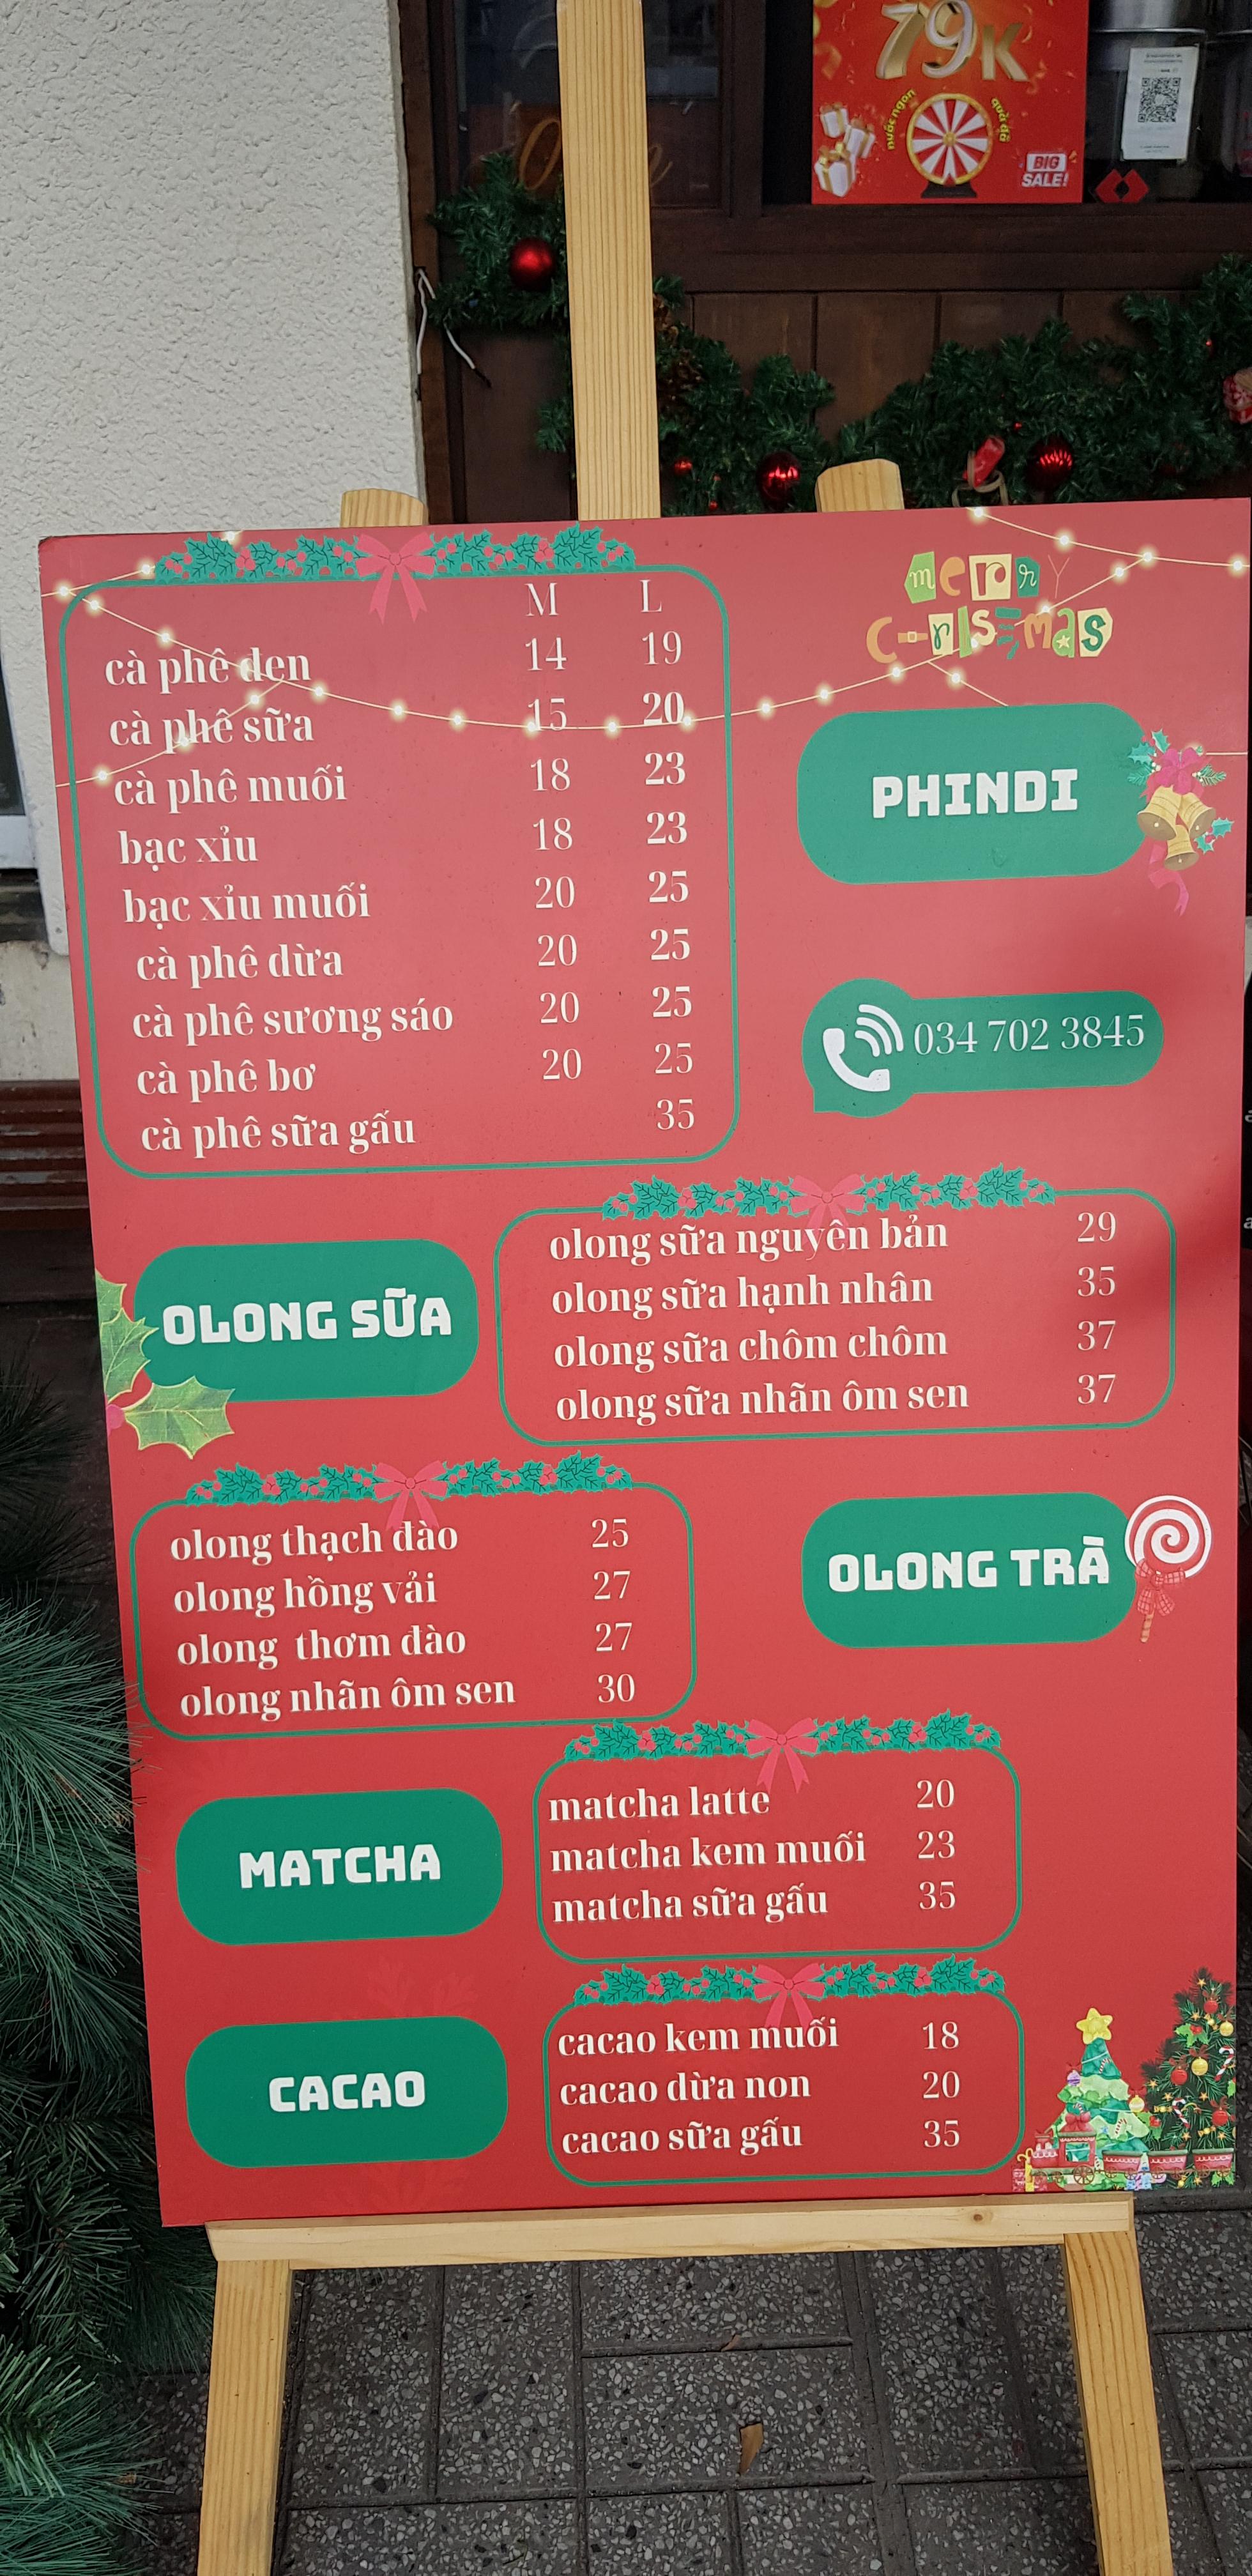 79K
nước ngon
quà đã
BIG
SALE!
M L
cà phê đen 14 19
cà phê sữa 15 20
cà phê muối 18 23
bạc xỉu 18 23
bạc xỉu muối 20 25
cà phê dừa 20 25
cà phê sương sáo 20 25
cà phê bơ 20 25
cà phê sữa gấu 35
merry
Christmas
PHINDI
034 702 3845
OLONG SỮA
olong sữa nguyên bản 29
olong sữa hạnh nhân 35
olong sữa chôm chôm 37
olong sữa nhãn ôm sen 37
olong thạch đào 25
olong hồng vải 27
olong thơm đào 27
olong nhãn ôm sen 30
OLONG TRÀ
MATCHA
matcha latte 20
matcha kem muối 23
matcha sữa gấu 35
CACAO
cacao kem muối 18
cacao dừa non 20
cacao sữa gấu 35